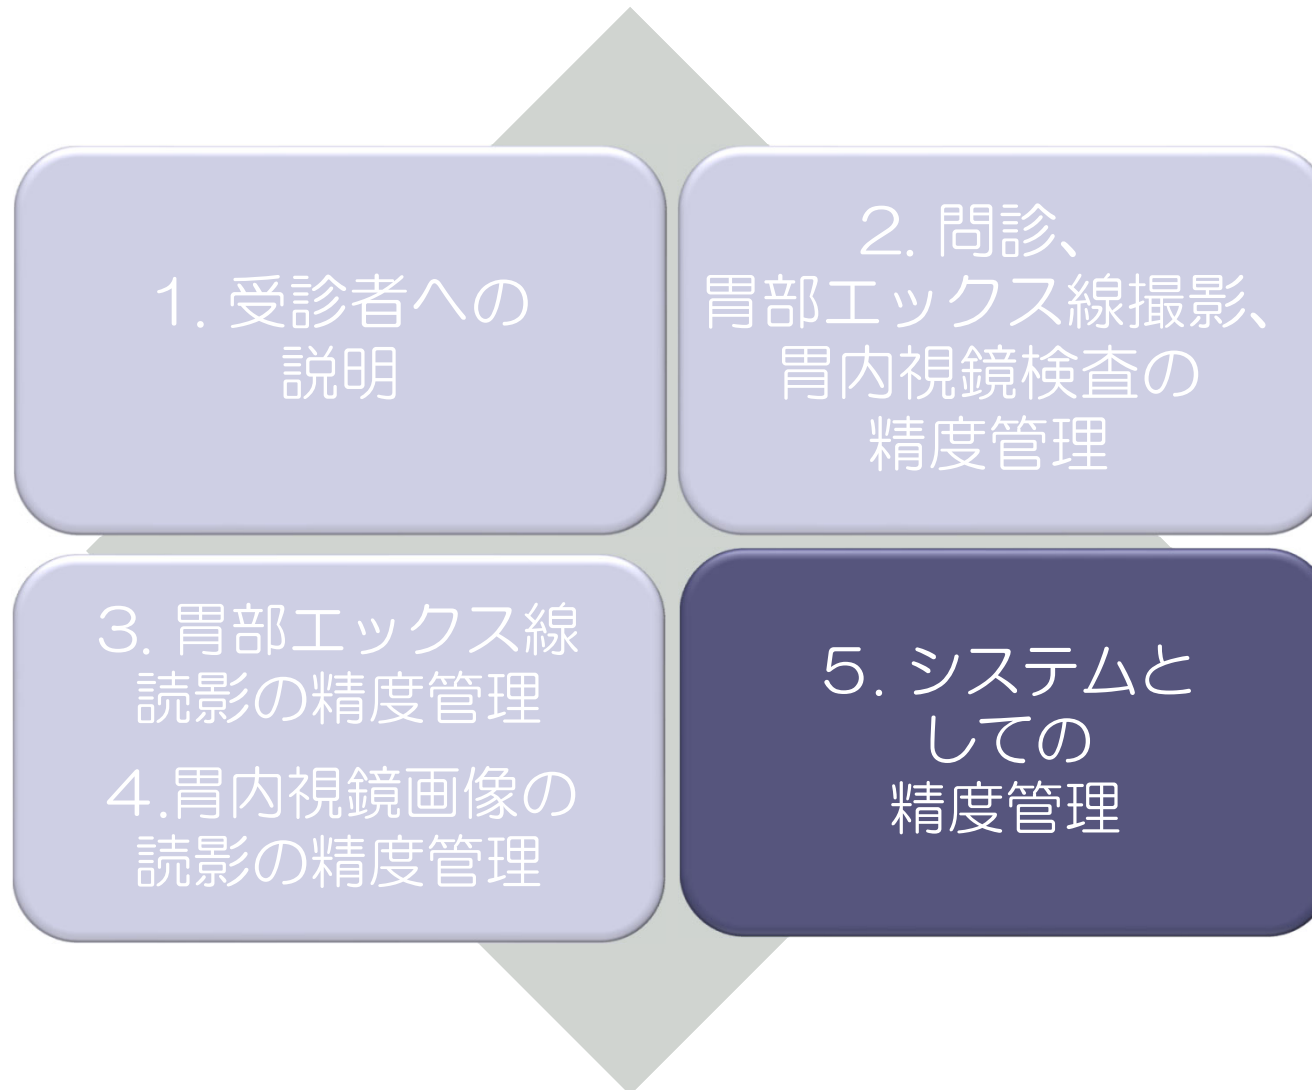 1. 受診者への
説明
2. 問診、
胃部エックス線撮影、
胃内視鏡検査の
精度管理
3. 胃部エックス線
読影の精度管理
4.胃内視鏡画像の
読影の精度管理
5. システムと
しての
精度管理